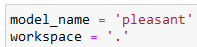 model_name = 'pleasant'
workspace = '.'